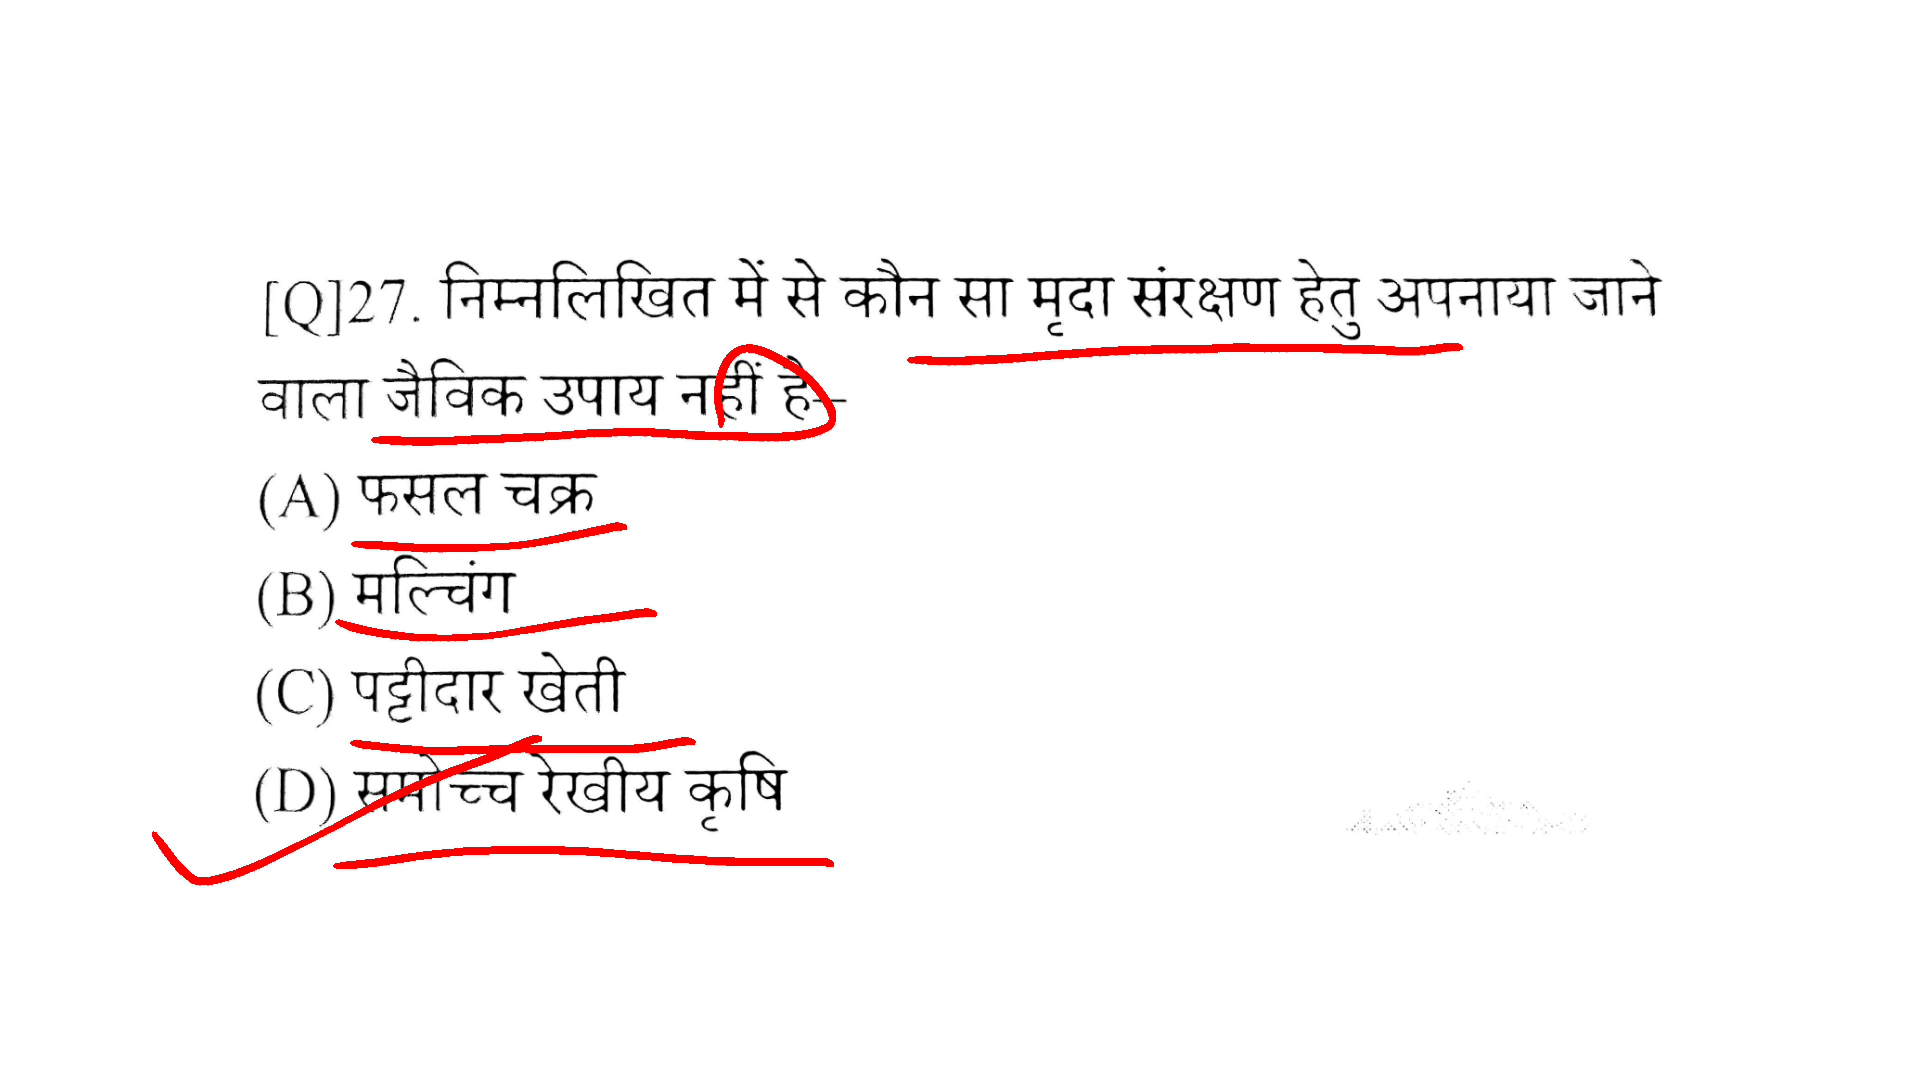 [Q]27. निम्नलिखित में से कौन सा मृदा संरक्षण हेतु अपनाया जाने
वाला जैविक उपाय नहीं है–
(A) फसल चक्र
(B) मल्चिंग
(C) पट्टीदार खेती
(D) समोच्च रेखीय कृषि